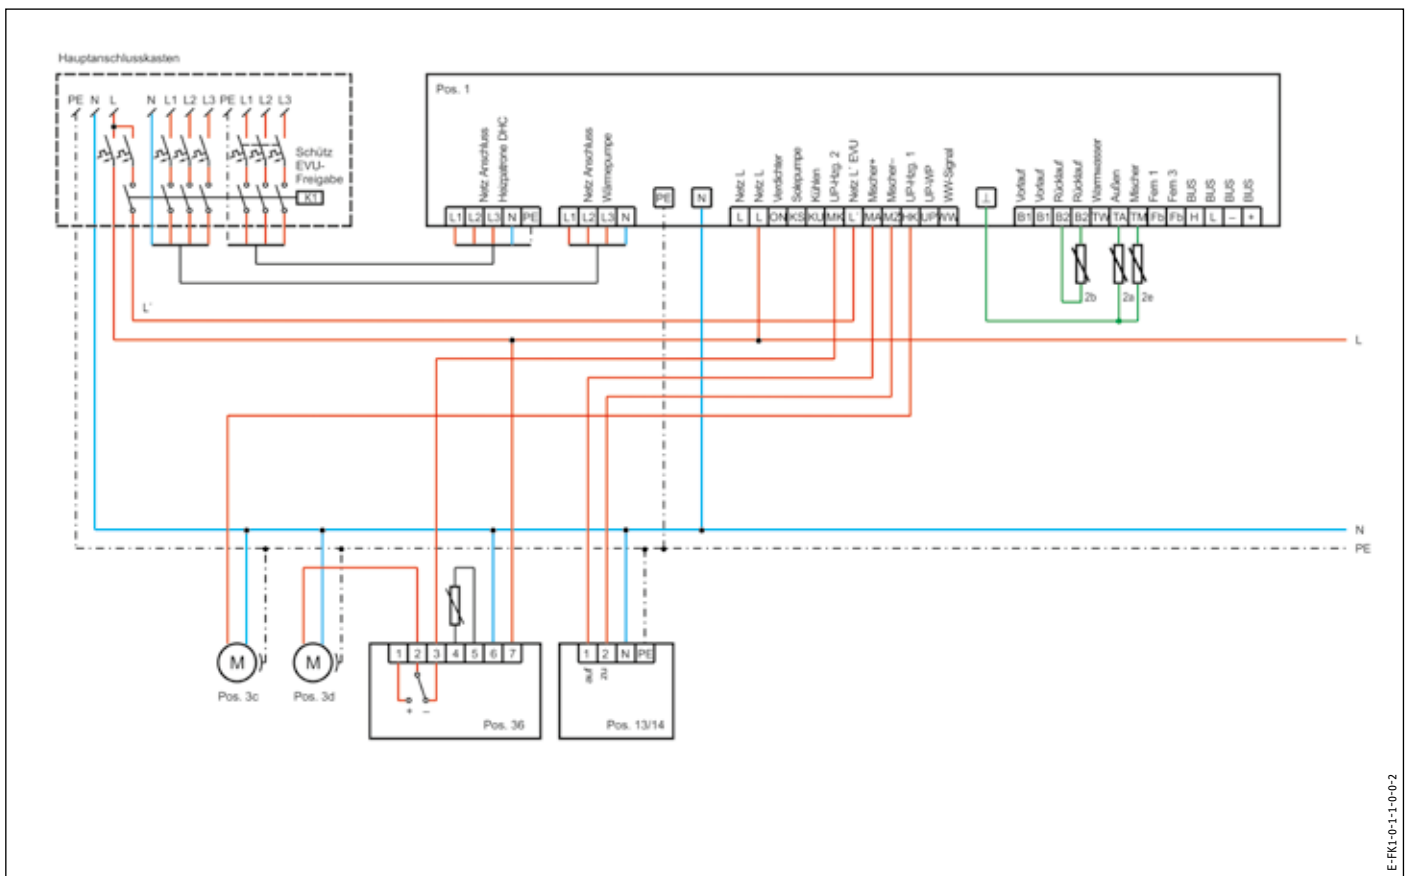 Hauptanschlusskasten
PE N L N L1 L2 L3 PE L1 L2 L3
Schütz
EVU-
Freigabe
K1
L´
Pos. 1
Netz Anschluss
Heizpatrone DHC
L1 L2 L3 N PE
Netz Anschluss
Wärmepumpe
L1 L2 L3 N
PE
N
Netz L
Netz L
Verdichter
Solepumpe
Kühlen
UP-Hzg. 2
Netz L´ EVU
Mischer+
Mischer–
UP-Hzg. 1
UP-WP
WW-Signal
L L ON KS KU MK L´ MA MZ HK UP WW
Vorlauf
Vorlauf
Rücklauf
Rücklauf
Warmwasser
Außen
Mischer
Fern 1
Fern 3
BUS
BUS
BUS
BUS
B1 B1 B2 B2 TW TA TM Fb Fb H L – +
2b 2a 2e
L
N
PE
M
Pos. 3c
M
Pos. 3d
1 2 3 4 5 6 7
+ –
Pos. 36
1 2 N PE
auf
zu
Pos. 13/14
E-FK1-0-1-1-0-0-2